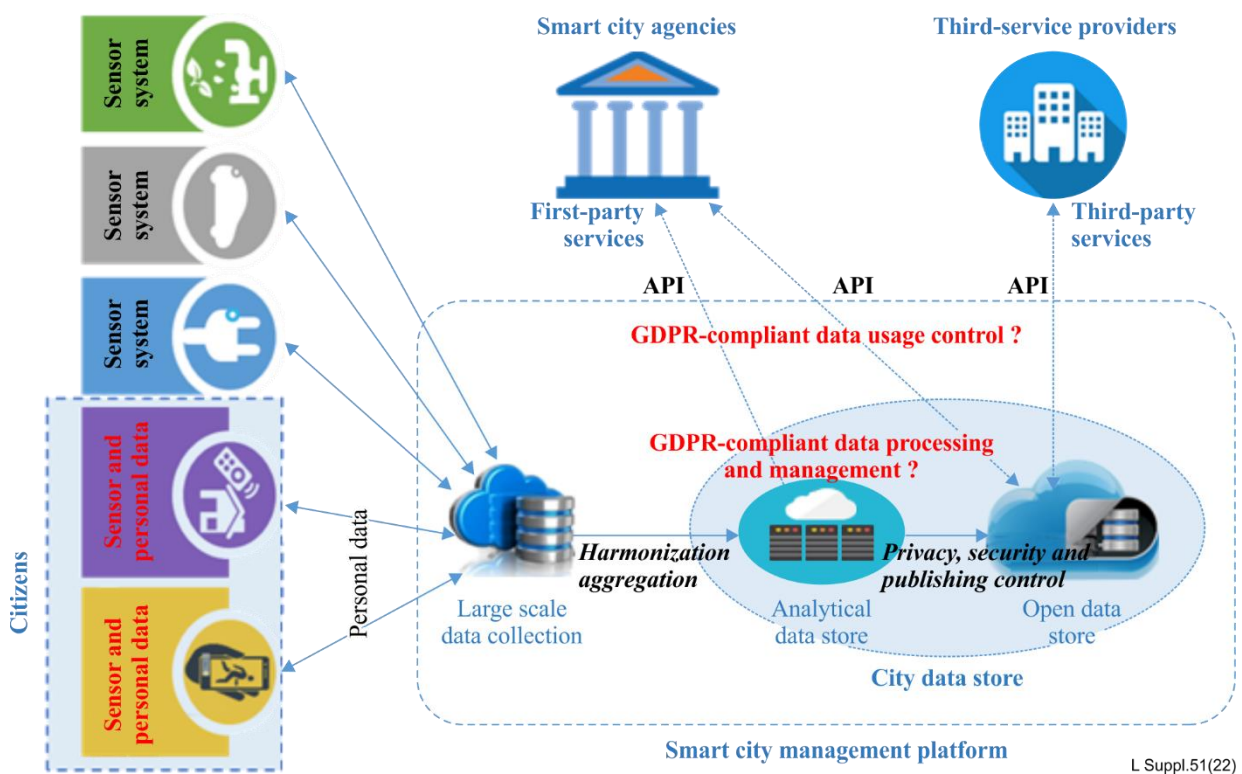 Smart city agencies
Third-service providers
Sensor
system
Sensor
system
Sensor
system
Sensor and
personal data
Sensor and
personal data
Citizens
Personal data
First-party
services
Third-party
services
API
API
API
GDPR-compliant data usage control ?
GDPR-compliant data processing
and management ?
Harmonization
aggregation
Privacy, security and
publishing control
Large scale
data collection
Analytical
data store
Open data
store
City data store
Smart city management platform
L Suppl.51(22)